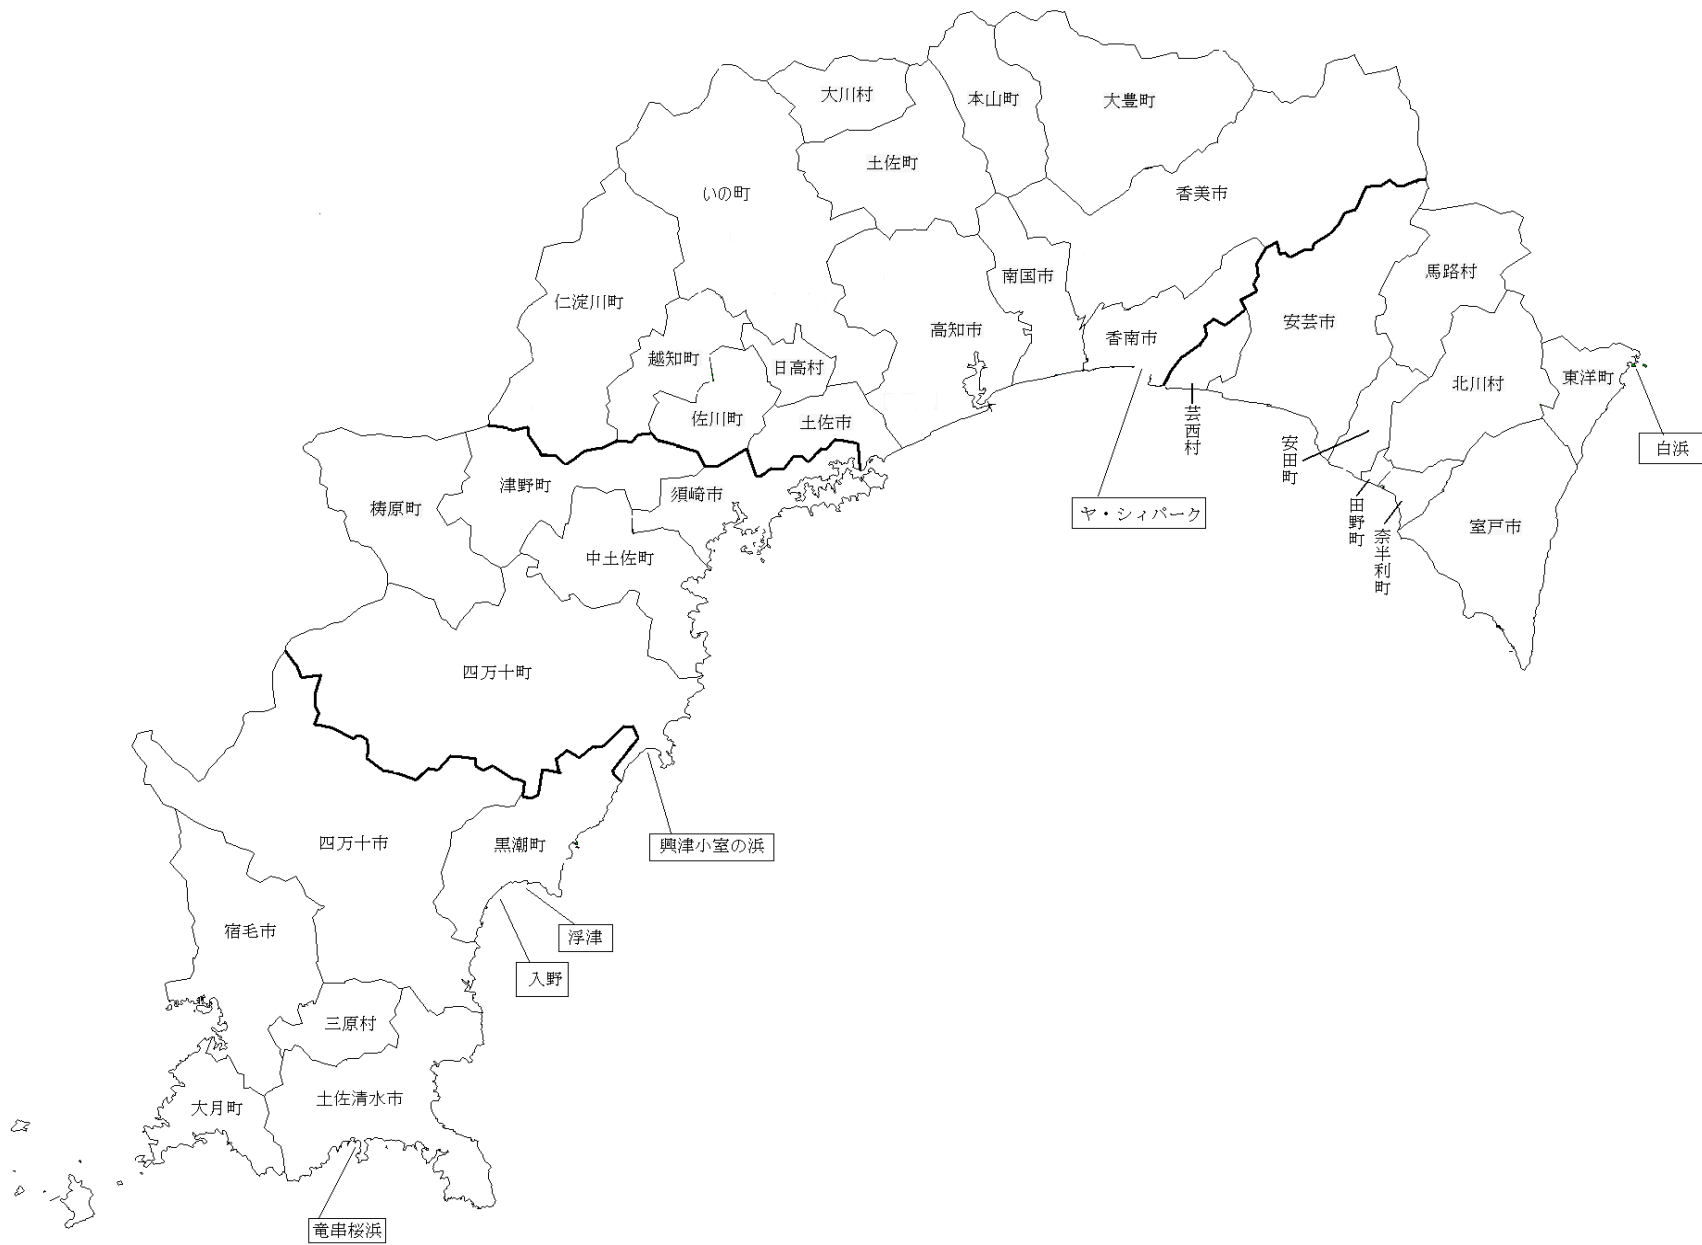 大川村
本山町
大豊町
土佐町
いの町
香美市
南国市
馬路村
仁淀川町
高知市
安芸市
香南市
越知町
日高村
東洋町
北川村
佐川町
土佐市
芸西村
白浜
安田町
津野町
須崎市
梼原町
ヤ・シィパーク
田野町
室戸市
奈半利町
中土佐町
四万十町
四万十市
黒潮町
興津小室の浜
宿毛市
浮津
入野
三原村
土佐清水市
大月町
竜串桜浜